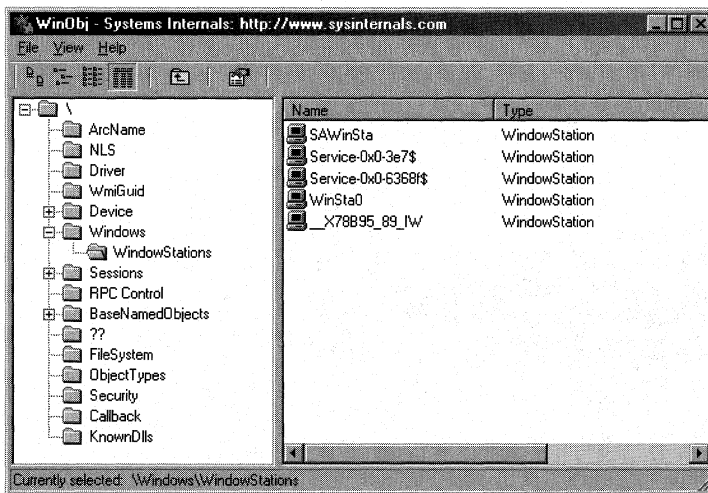 WinObj - Systems Internals: http://www.sysinternals.com
File View Help
\
ArcName
NLS
Driver
WmiGuid
Device
Windows
WindowStations
Sessions
RPC Control
BaseNamedObjects
??
FileSystem
ObjectTypes
Security
Callback
KnownDlls
Name Type
SAWinSta WindowStation
Service-0x0-3e7$ WindowStation
Service-0x0-6368f$ WindowStation
WinSta0 WindowStation
__X78B95_89_IW WindowStation
Currently selected: \Windows\WindowStations